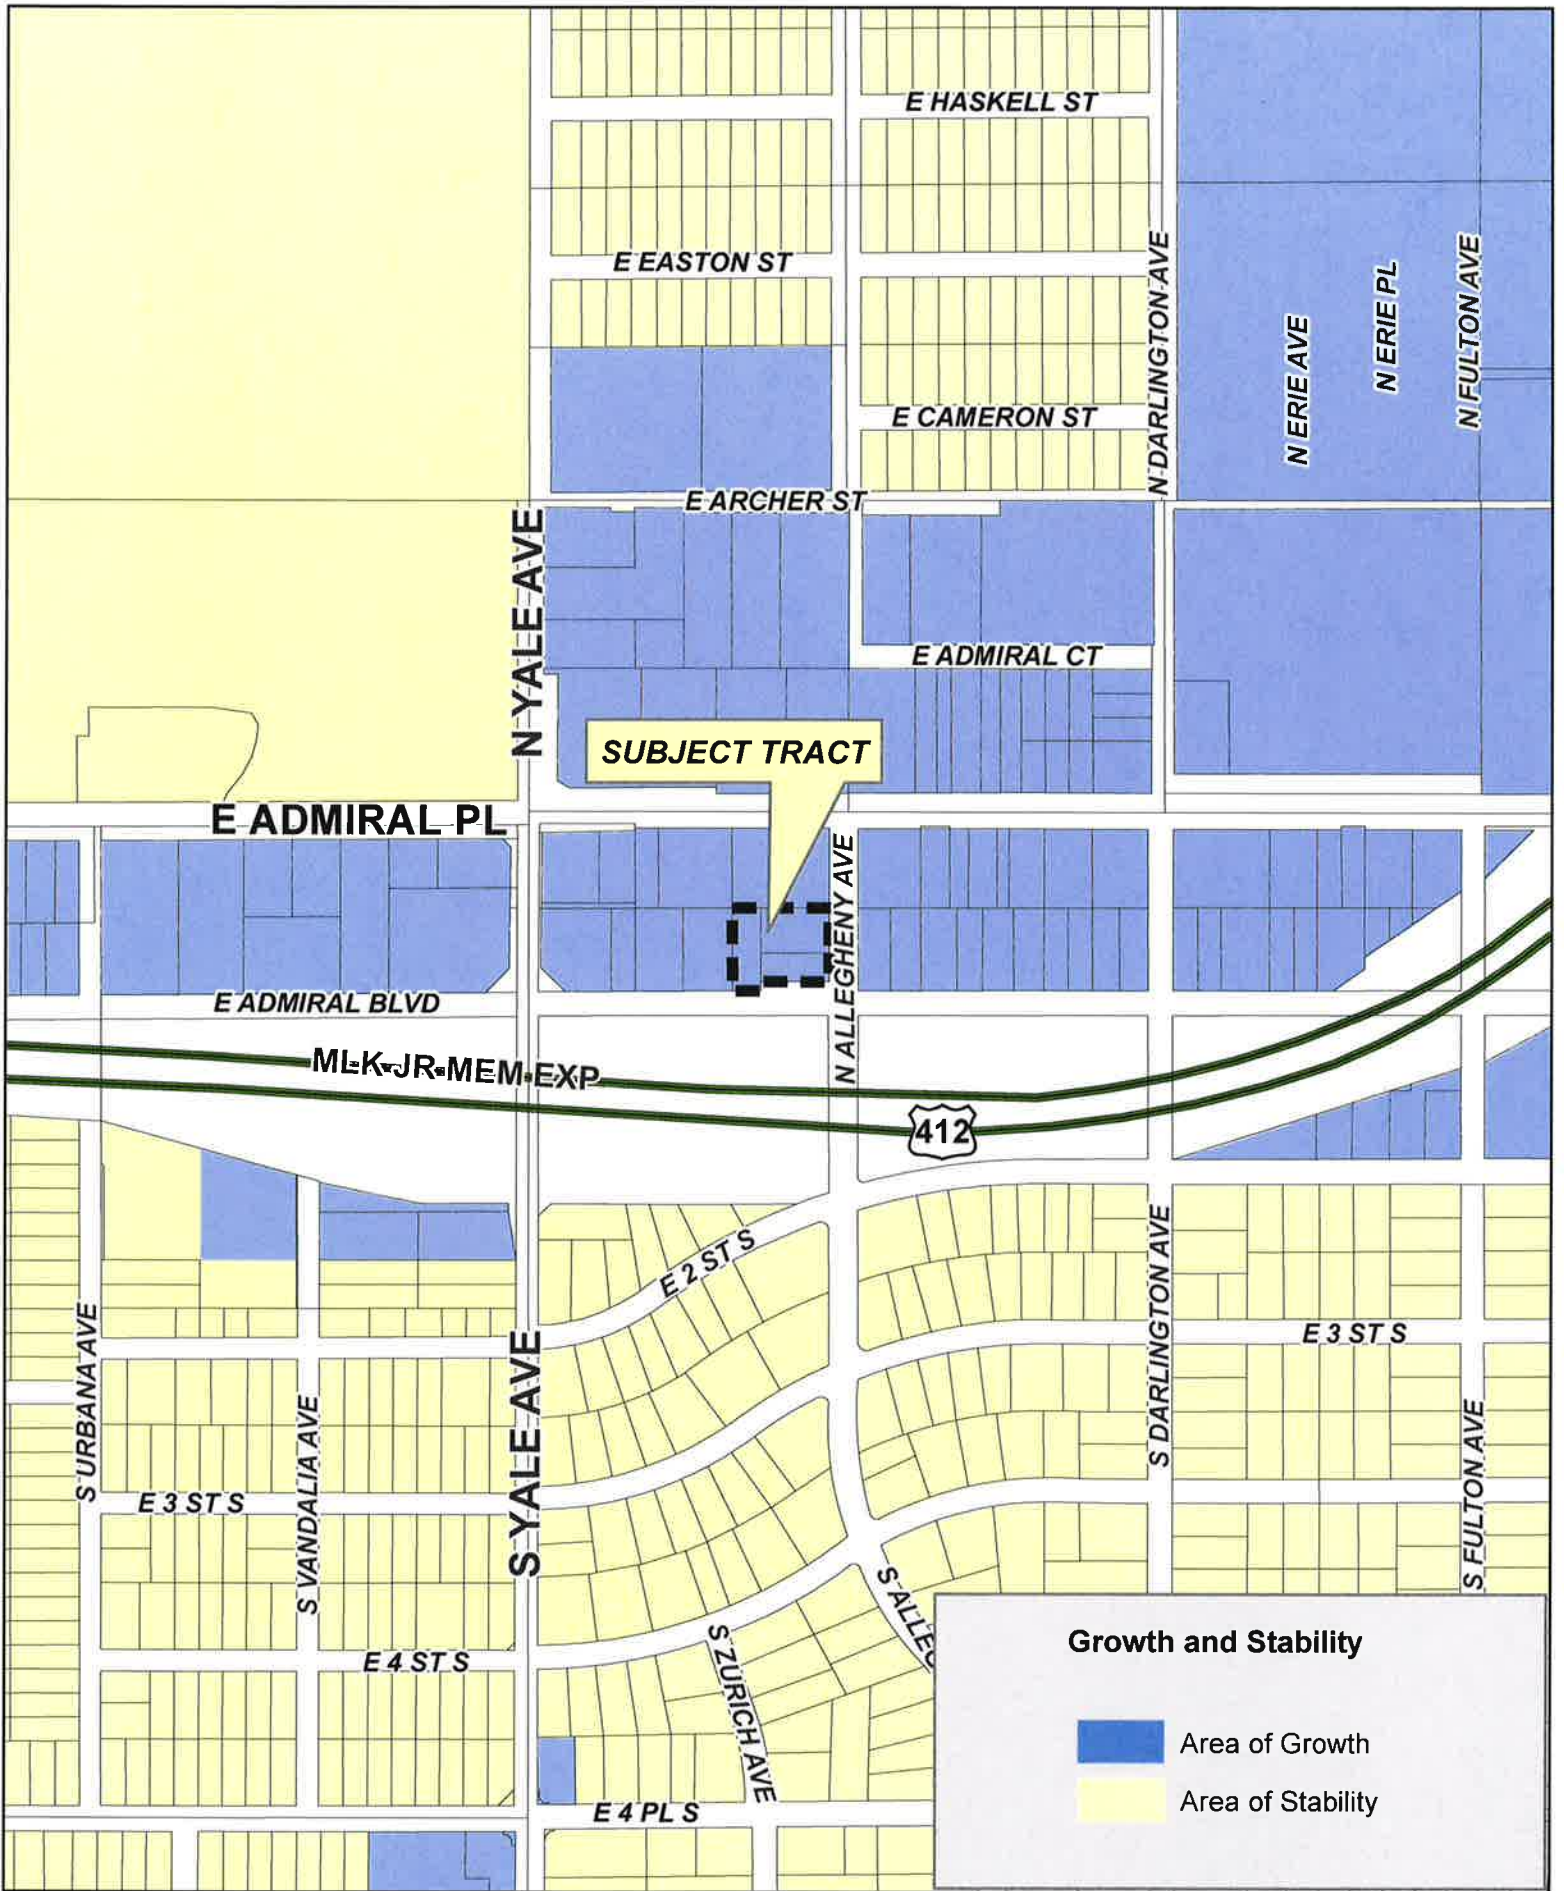 E HASKELL ST
E EASTON ST
N DARLINGTON AVE
N ERIE AVE
N ERIE PL
N FULTON AVE
E CAMERON ST
E ARCHER ST
N YALE AVE
E ADMIRAL CT
SUBJECT TRACT
E ADMIRAL PL
N ALLEGHENY AVE
E ADMIRAL BLVD
MLK JR MEM EXP
412
E 2 ST S
S URBANA AVE
S VANDALIA AVE
S YALE AVE
S DARLINGTON AVE
E 3 ST S
S FULTON AVE
E 3 ST S
E 4 ST S
S ZURICH AVE
S ALLEG
E 4 PL S
Growth and Stability
Area of Growth
Area of Stability